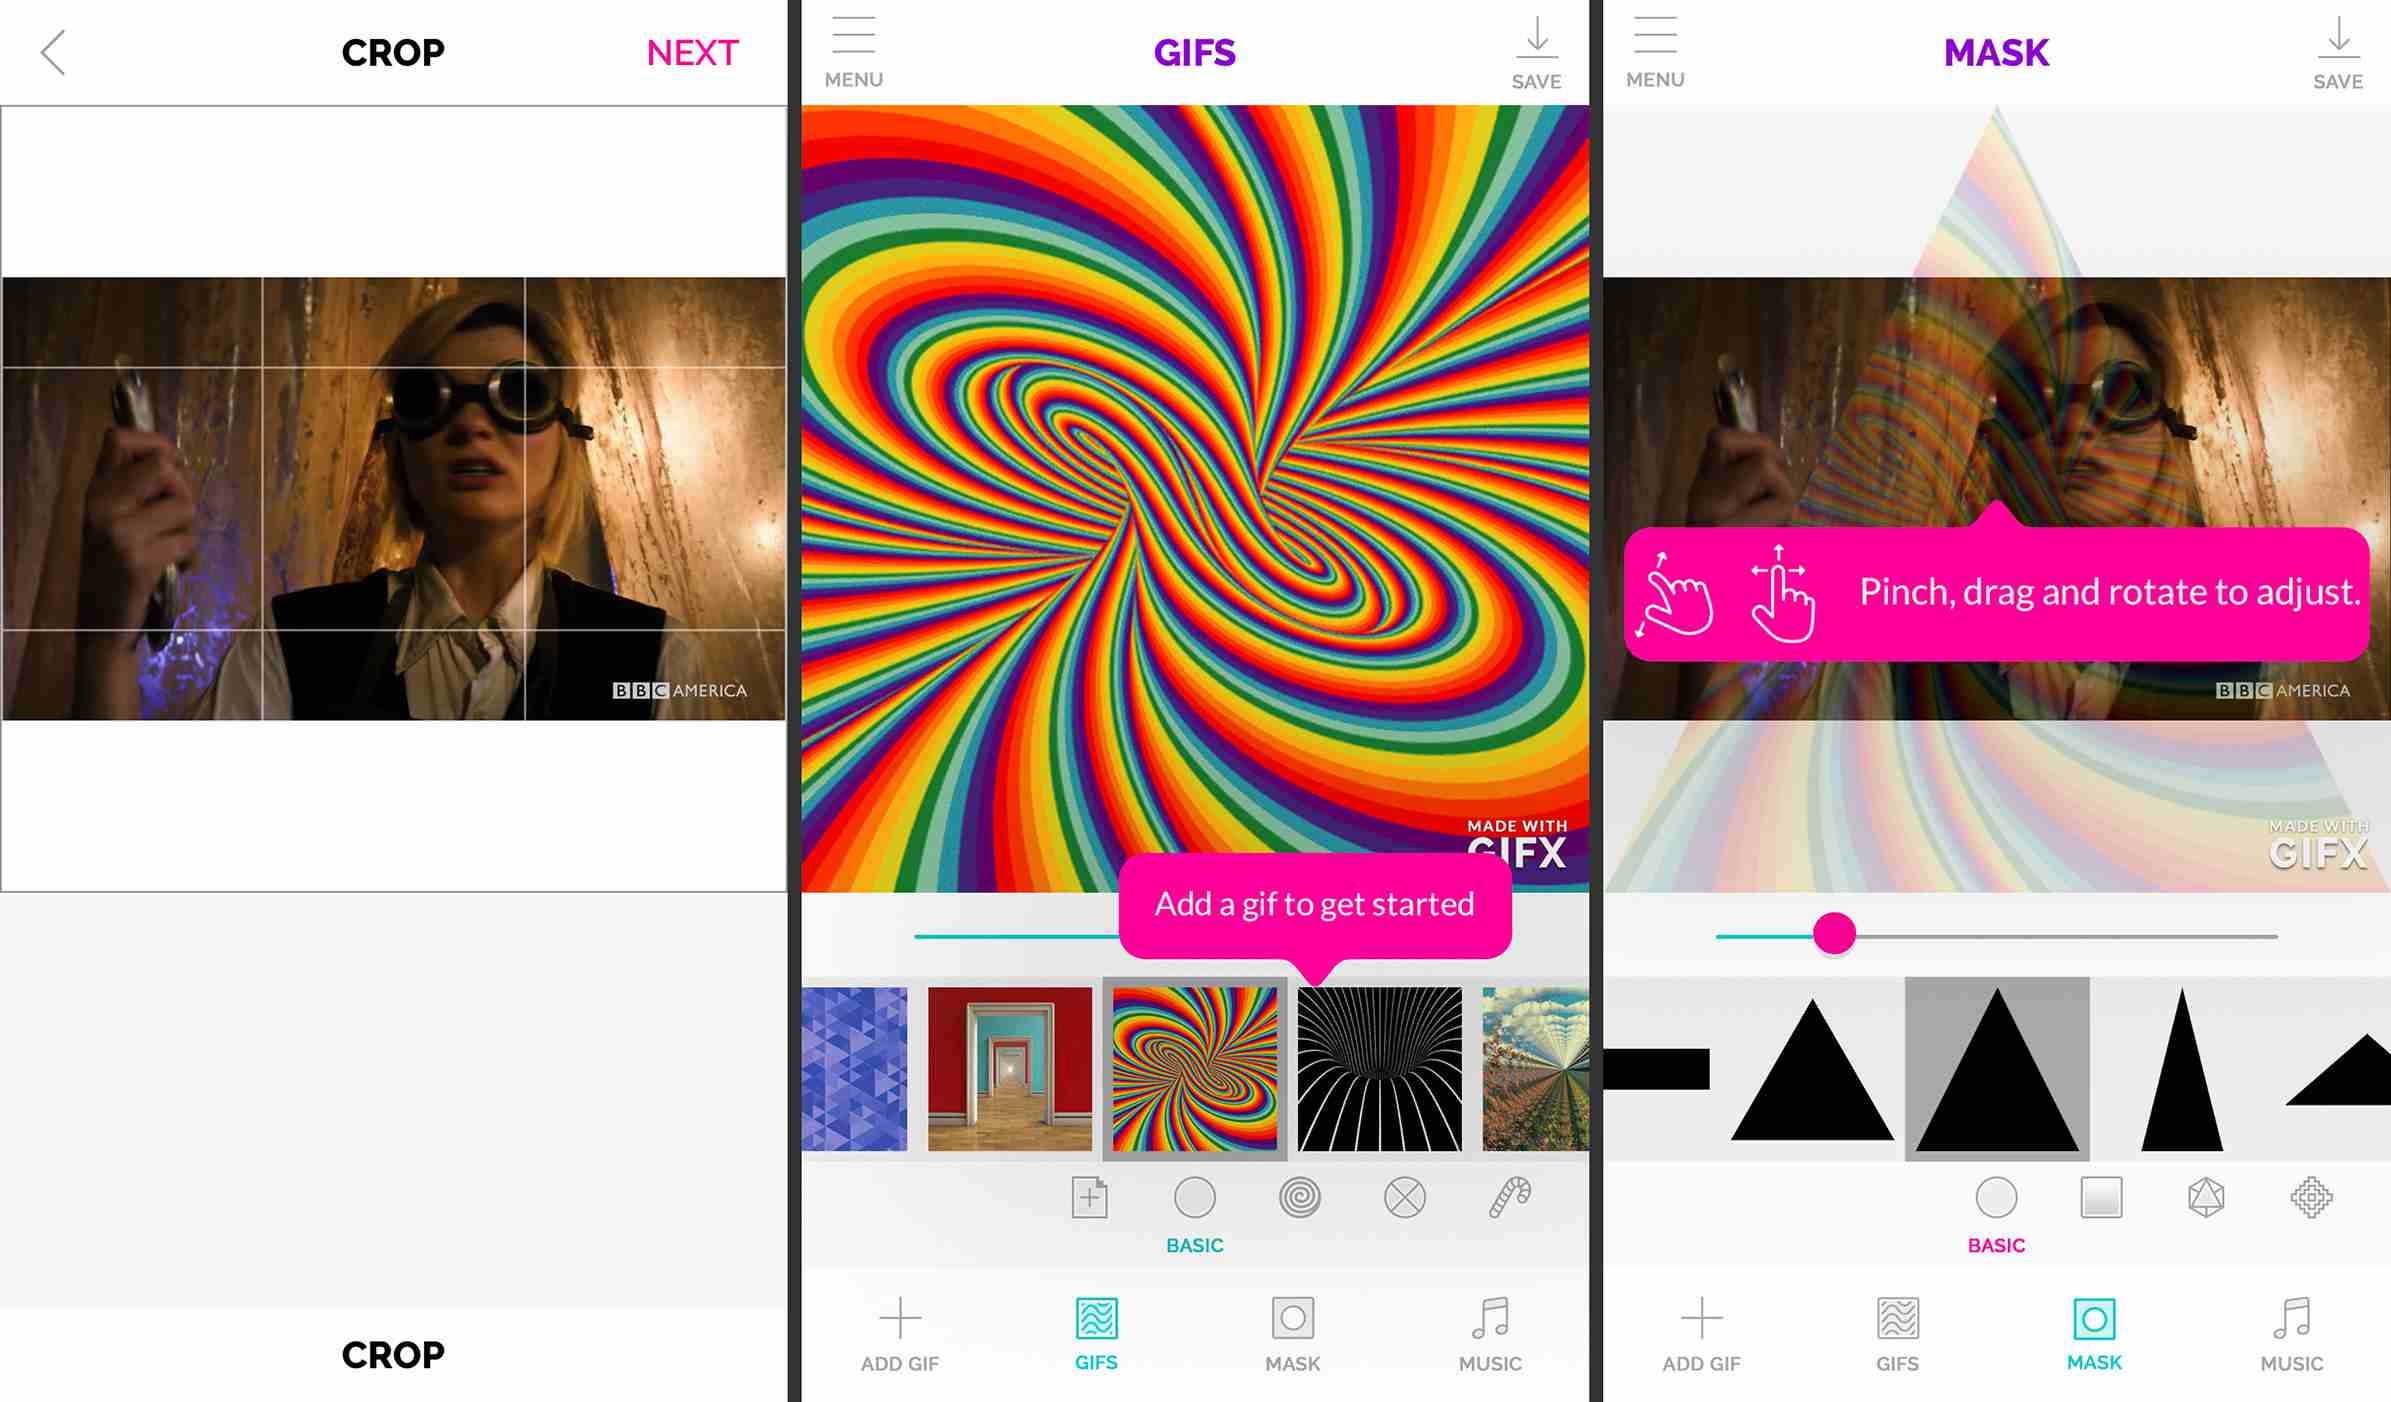 CROP
NEXT
BBC AMERICA
CROP
MENU
GIFS
SAVE
MADE WITH
GIFX
Add a gif to get started
BASIC
ADD GIF
GIFS
MASK
MUSIC
MENU
MASK
SAVE
Pinch, drag and rotate to adjust.
BBC AMERICA
MADE WITH
GIFX
BASIC
ADD GIF
GIFS
MASK
MUSIC